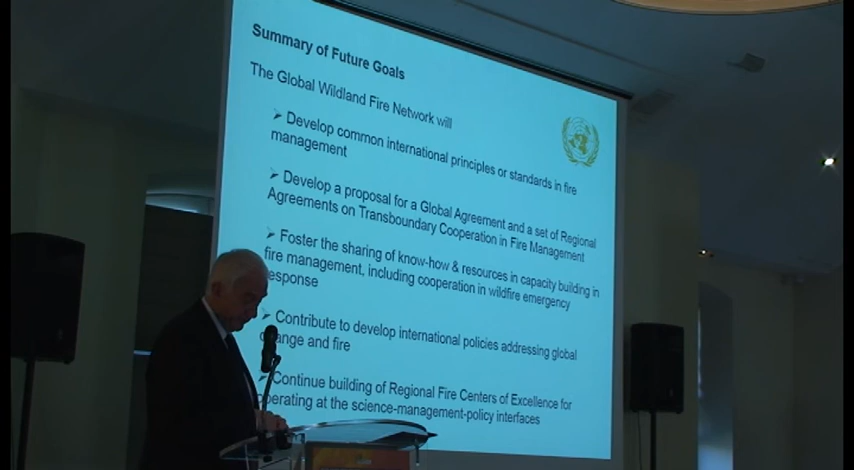 Summary of Future Goals
The Global Wildland Fire Network will
➢ Develop common international principles or standards in fire
management
➢ Develop a proposal for a Global Agreement and a set of Regional
Agreements on Transboundary Cooperation in Fire Management
➢ Foster the sharing of know-how & resources in capacity building in
fire management, including cooperation in wildfire emergency
esponse
➢ Contribute to develop international policies addressing global
ange and fire
➢ Continue building of Regional Fire Centers of Excellence for
operating at the science-management-policy interfaces